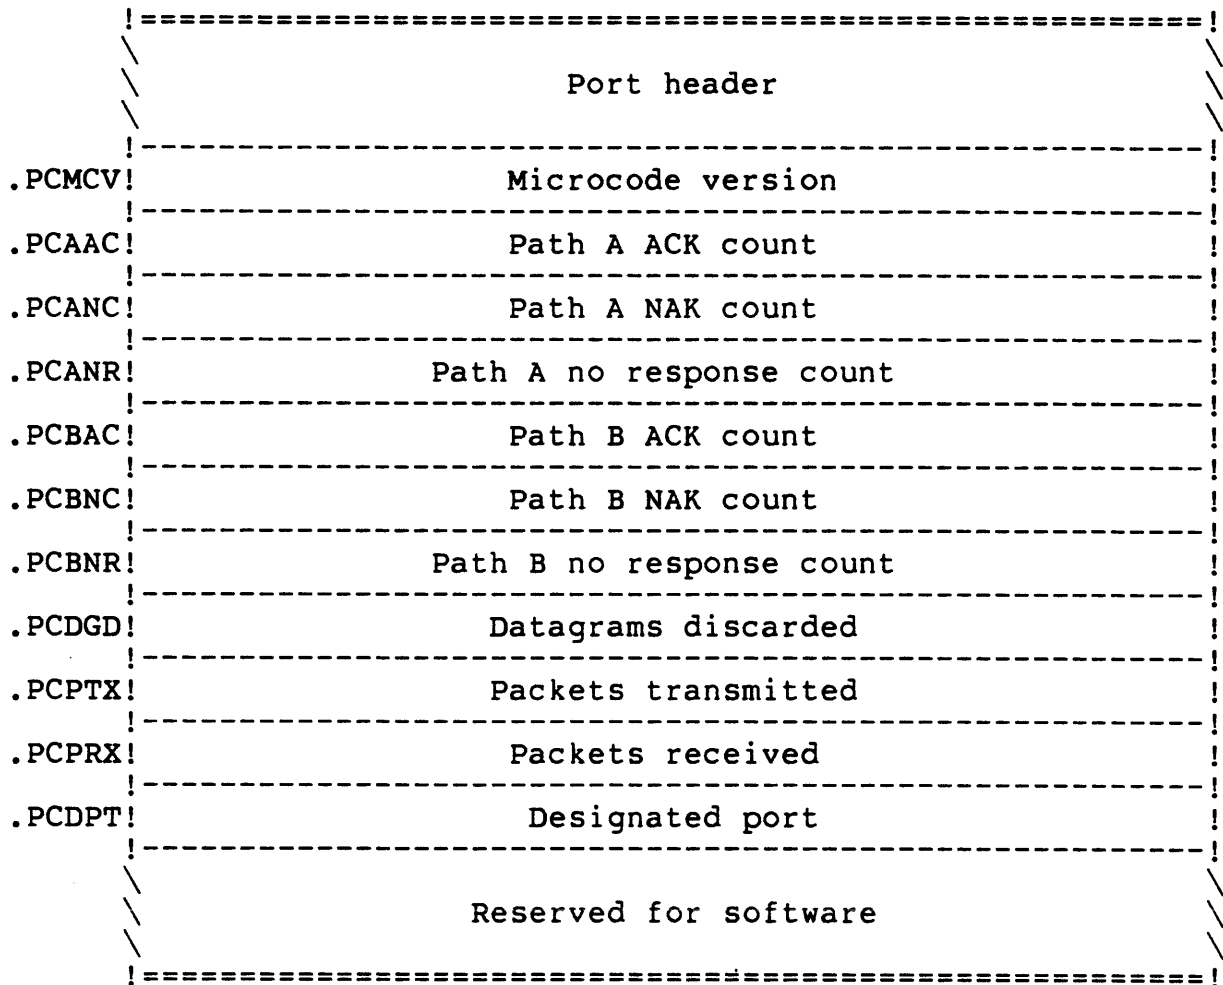 !=======================================================!
\ \
\ Port header \
\ \
!-------------------------------------------------------!
.PCMCV! Microcode version !
!-------------------------------------------------------!
.PCAAC! Path A ACK count !
!-------------------------------------------------------!
.PCANC! Path A NAK count !
!-------------------------------------------------------!
.PCANR! Path A no response count !
!-------------------------------------------------------!
.PCBAC! Path B ACK count !
!-------------------------------------------------------!
.PCBNC! Path B NAK count !
!-------------------------------------------------------!
.PCBNR! Path B no response count !
!-------------------------------------------------------!
.PCDGD! Datagrams discarded !
!-------------------------------------------------------!
.PCPTX! Packets transmitted !
!-------------------------------------------------------!
.PCPRX! Packets received !
!-------------------------------------------------------!
.PCDPT! Designated port !
!-------------------------------------------------------!
\ \
\ Reserved for software \
\ \
!=======================================================!